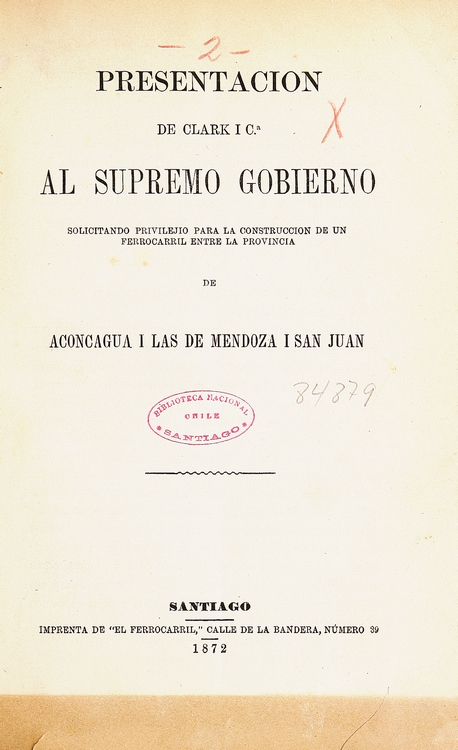 — 2 —
PRESENTACION
DE CLARK I C.ª
X
AL SUPREMO GOBIERNO
SOLICITANDO PRIVILEJIO PARA LA CONSTRUCCION DE UN
FERROCARRIL ENTRE LA PROVINCIA
DE
ACONCAGUA I LAS DE MENDOZA I SAN JUAN
84879
BIBLIOTECA NACIONAL
CHILE
* SANTIAGO *
SANTIAGO
IMPRENTA DE "EL FERROCARRIL," CALLE DE LA BANDERA, NÚMERO 39
1872